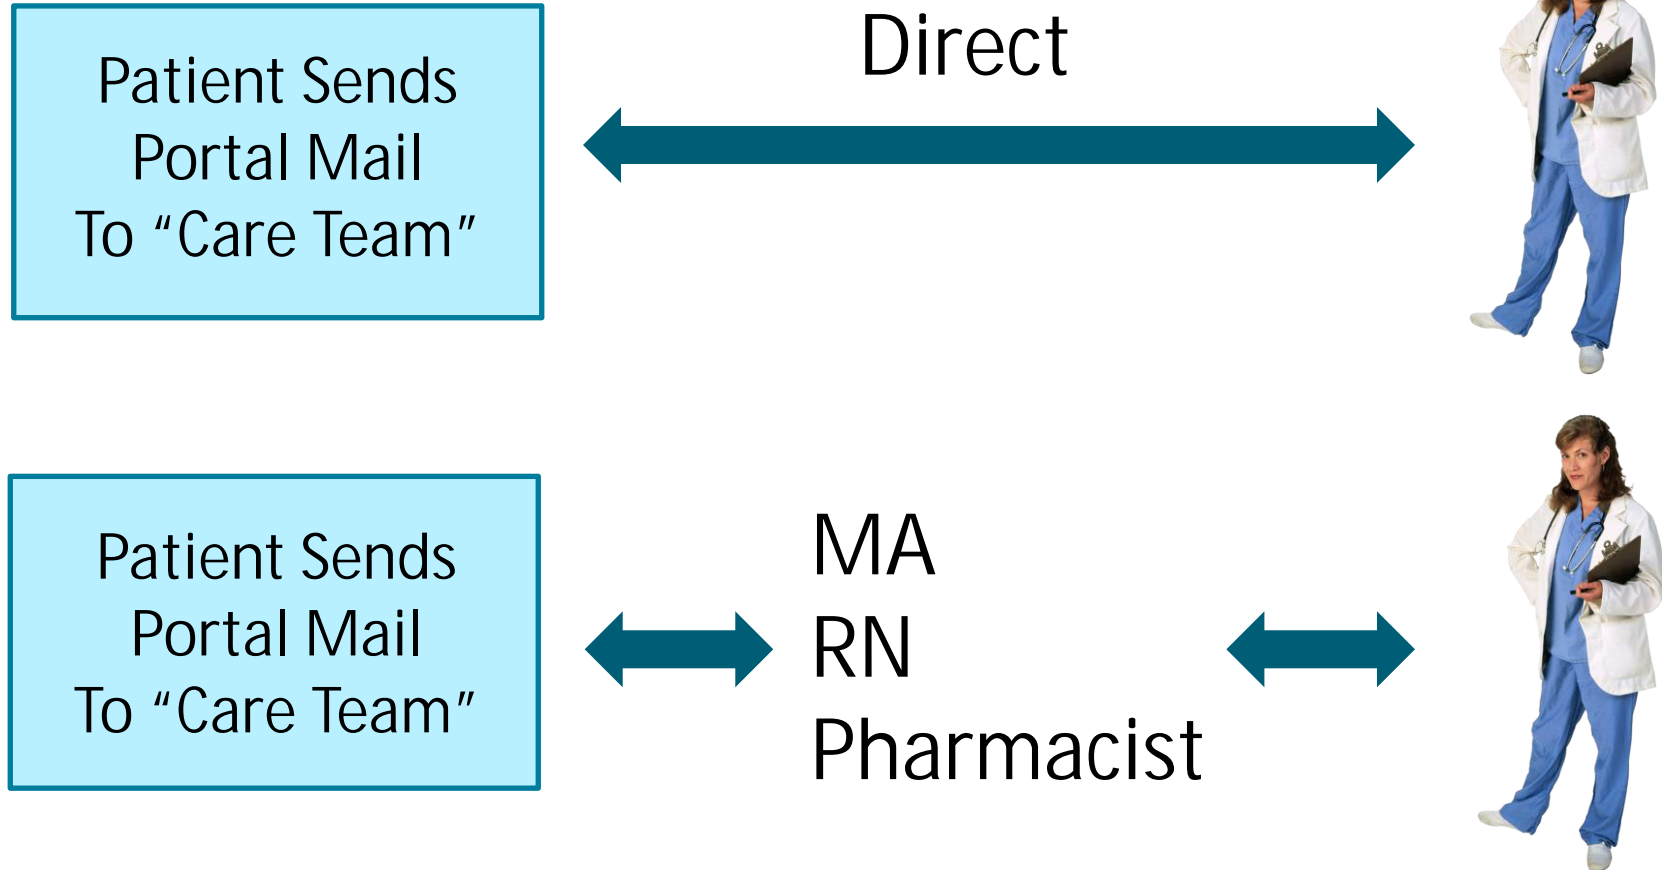 Patient Sends
Portal Mail
To “Care Team”
Direct
Patient Sends
Portal Mail
To “Care Team”
MA
RN
Pharmacist